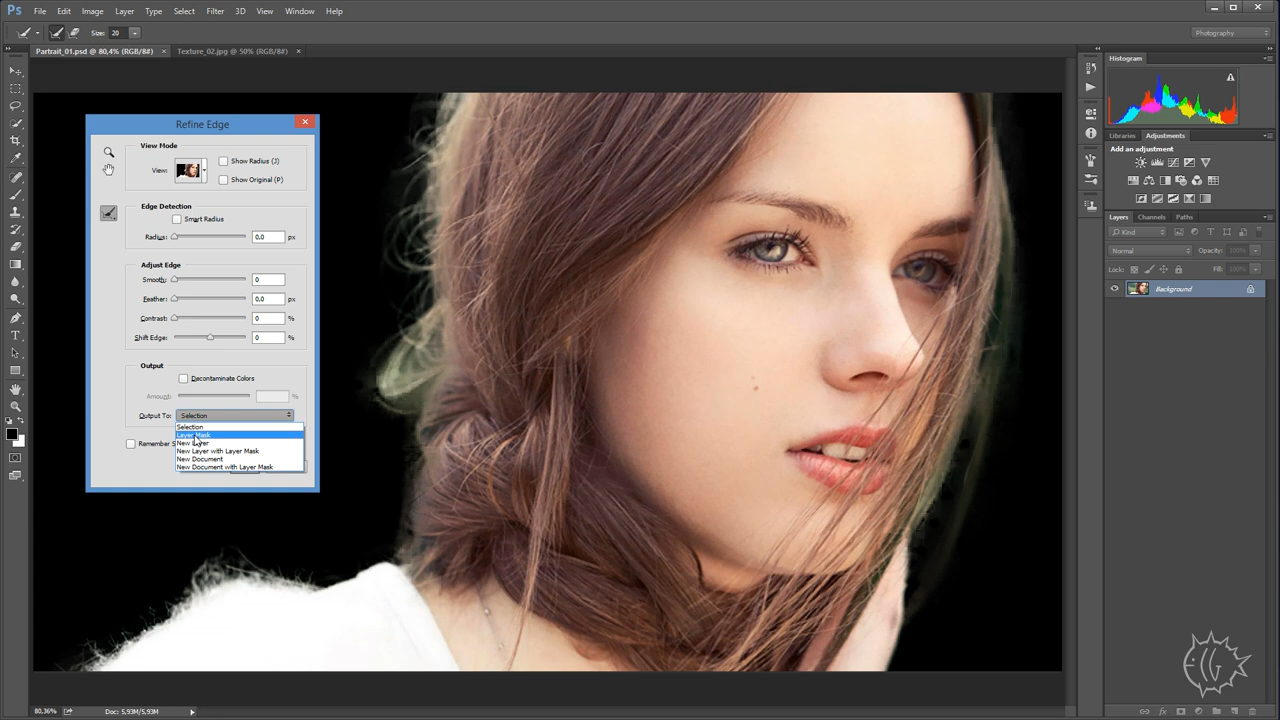 Ps File Edit Image Layer Type Select Filter 3D View Window Help
Size: 20 Photography
Partrait_01.psd @ 80,4% (RGB/8#) × Texture_02.jpg @ 50% (RGB/8#) ×
Histogram
Refine Edge
View Mode
View:
Show Radius (J)
Show Original (P)
Edge Detection
Smart Radius
Radius: 0,0 px
Adjust Edge
Smooth: 0
Feather: 0,0 px
Contrast: 0 %
Shift Edge: 0 %
Output
Decontaminate Colors
Amount: %
Output To: Selection
Selection
Layer Mask
New Layer
New Layer with Layer Mask
New Document
New Document with Layer Mask
Remember S
Libraries Adjustments
Add an adjustment
Layers Channels Paths
Kind
Normal Opacity: 100%
Lock: Fill: 100%
Background
80,36% Doc: 5,93M/5,93M